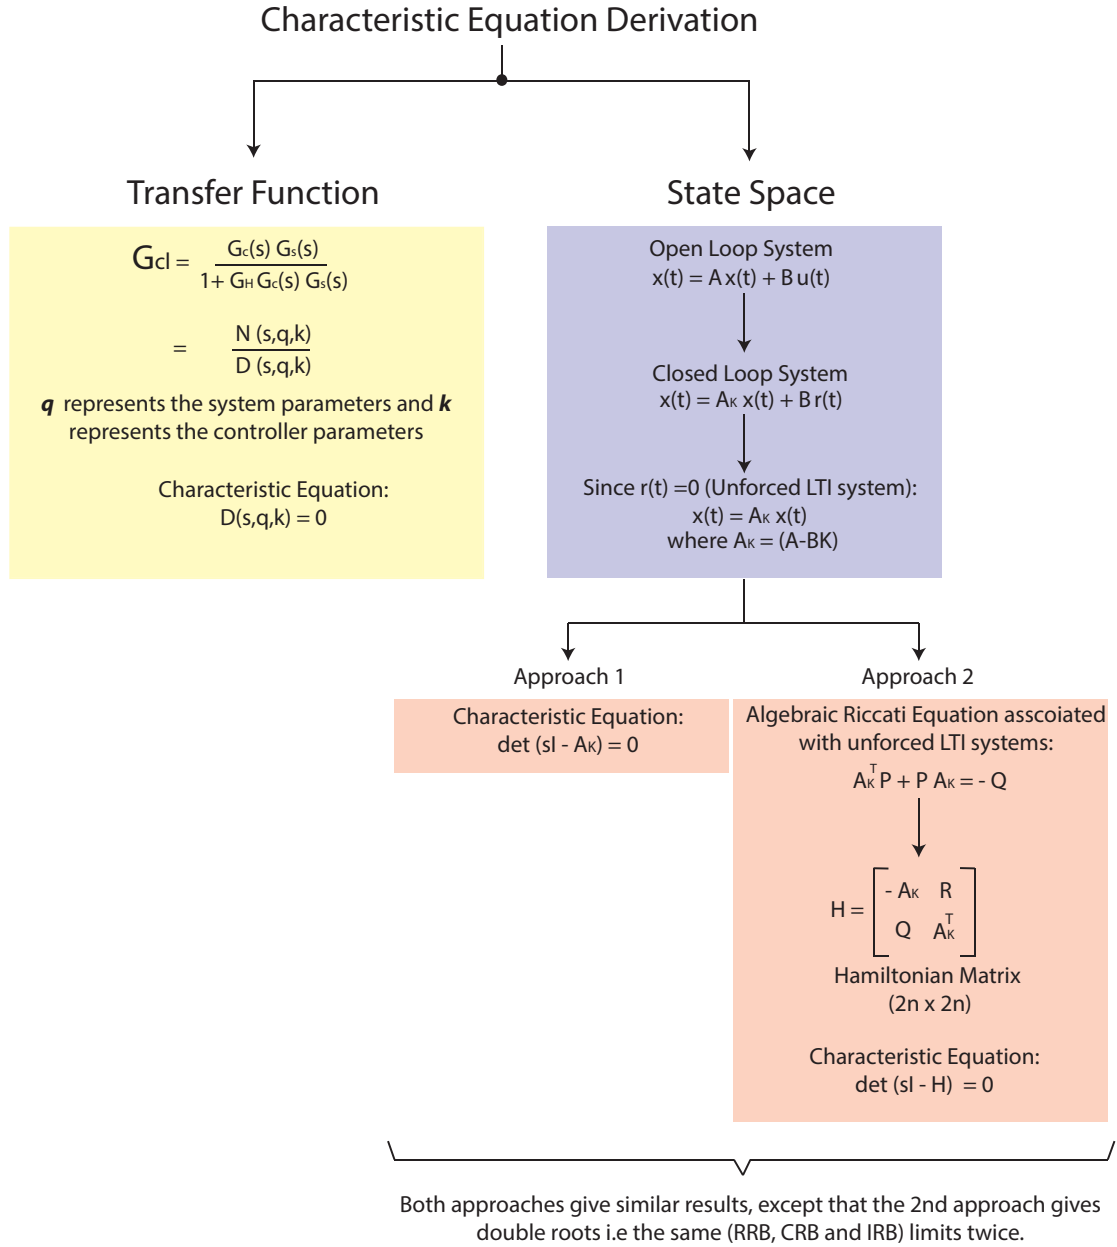 Characteristic Equation Derivation
Transfer Function
Gcl = Gc(s) Gs(s)
1+ GH Gc(s) Gs(s)
= N (s,q,k)
D (s,q,k)
q represents the system parameters and k
represents the controller parameters
Characteristic Equation:
D(s,q,k) = 0
State Space
Open Loop System
x(t) = A x(t) + B u(t)
Closed Loop System
x(t) = AK x(t) + B r(t)
Since r(t) =0 (Unforced LTI system):
x(t) = AK x(t)
where AK = (A-BK)
Approach 1
Characteristic Equation:
det (sI - AK) = 0
Approach 2
Algebraic Riccati Equation asscoiated
with unforced LTI systems:
AK^T P + P AK = - Q
H = [ - AK R
Q AK^T ]
Hamiltonian Matrix
(2n x 2n)
Characteristic Equation:
det (sI - H) = 0
Both approaches give similar results, except that the 2nd approach gives
double roots i.e the same (RRB, CRB and IRB) limits twice.